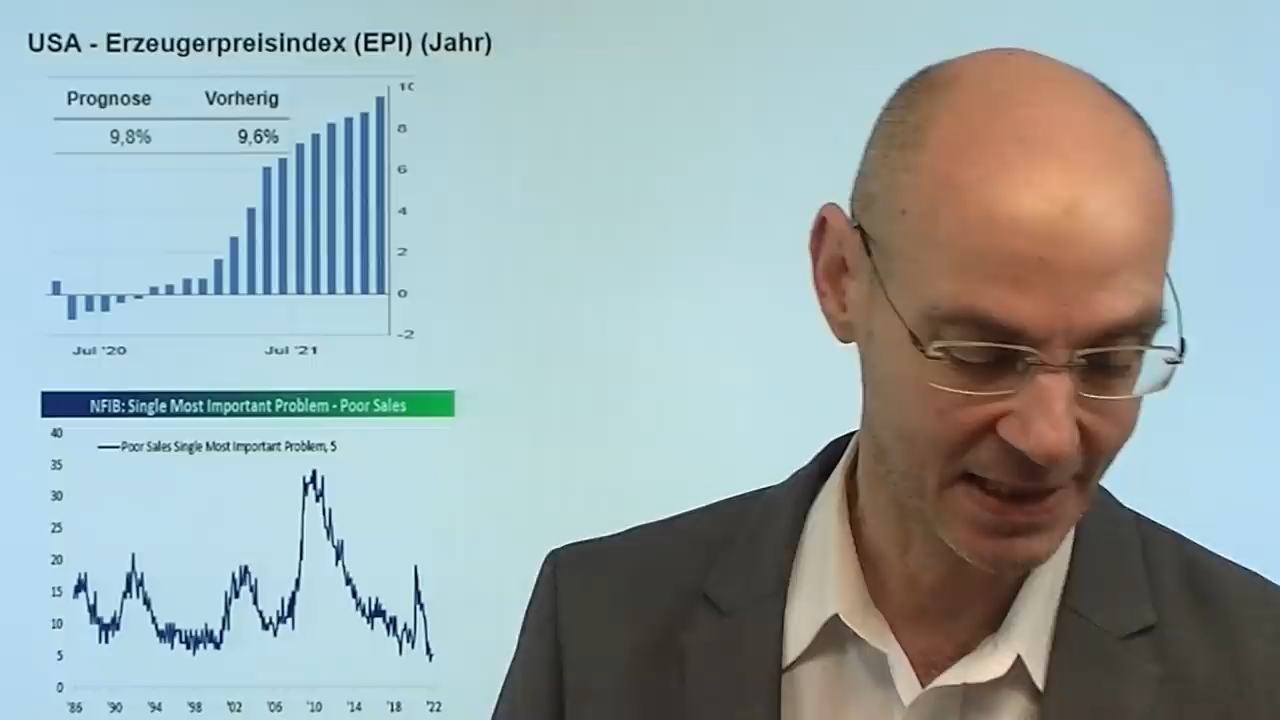 USA - Erzeugerpreisindex (EPI) (Jahr)
Prognose Vorherig
9,8% 9,6%
10
8
6
4
2
0
-2
Jul '20 Jul '21
NFIB: Single Most Important Problem - Poor Sales
Poor Sales Single Most Important Problem, 5
40
35
30
25
20
15
10
5
0
'86 '90 '94 '98 '02 '06 '10 '14 '18 '22